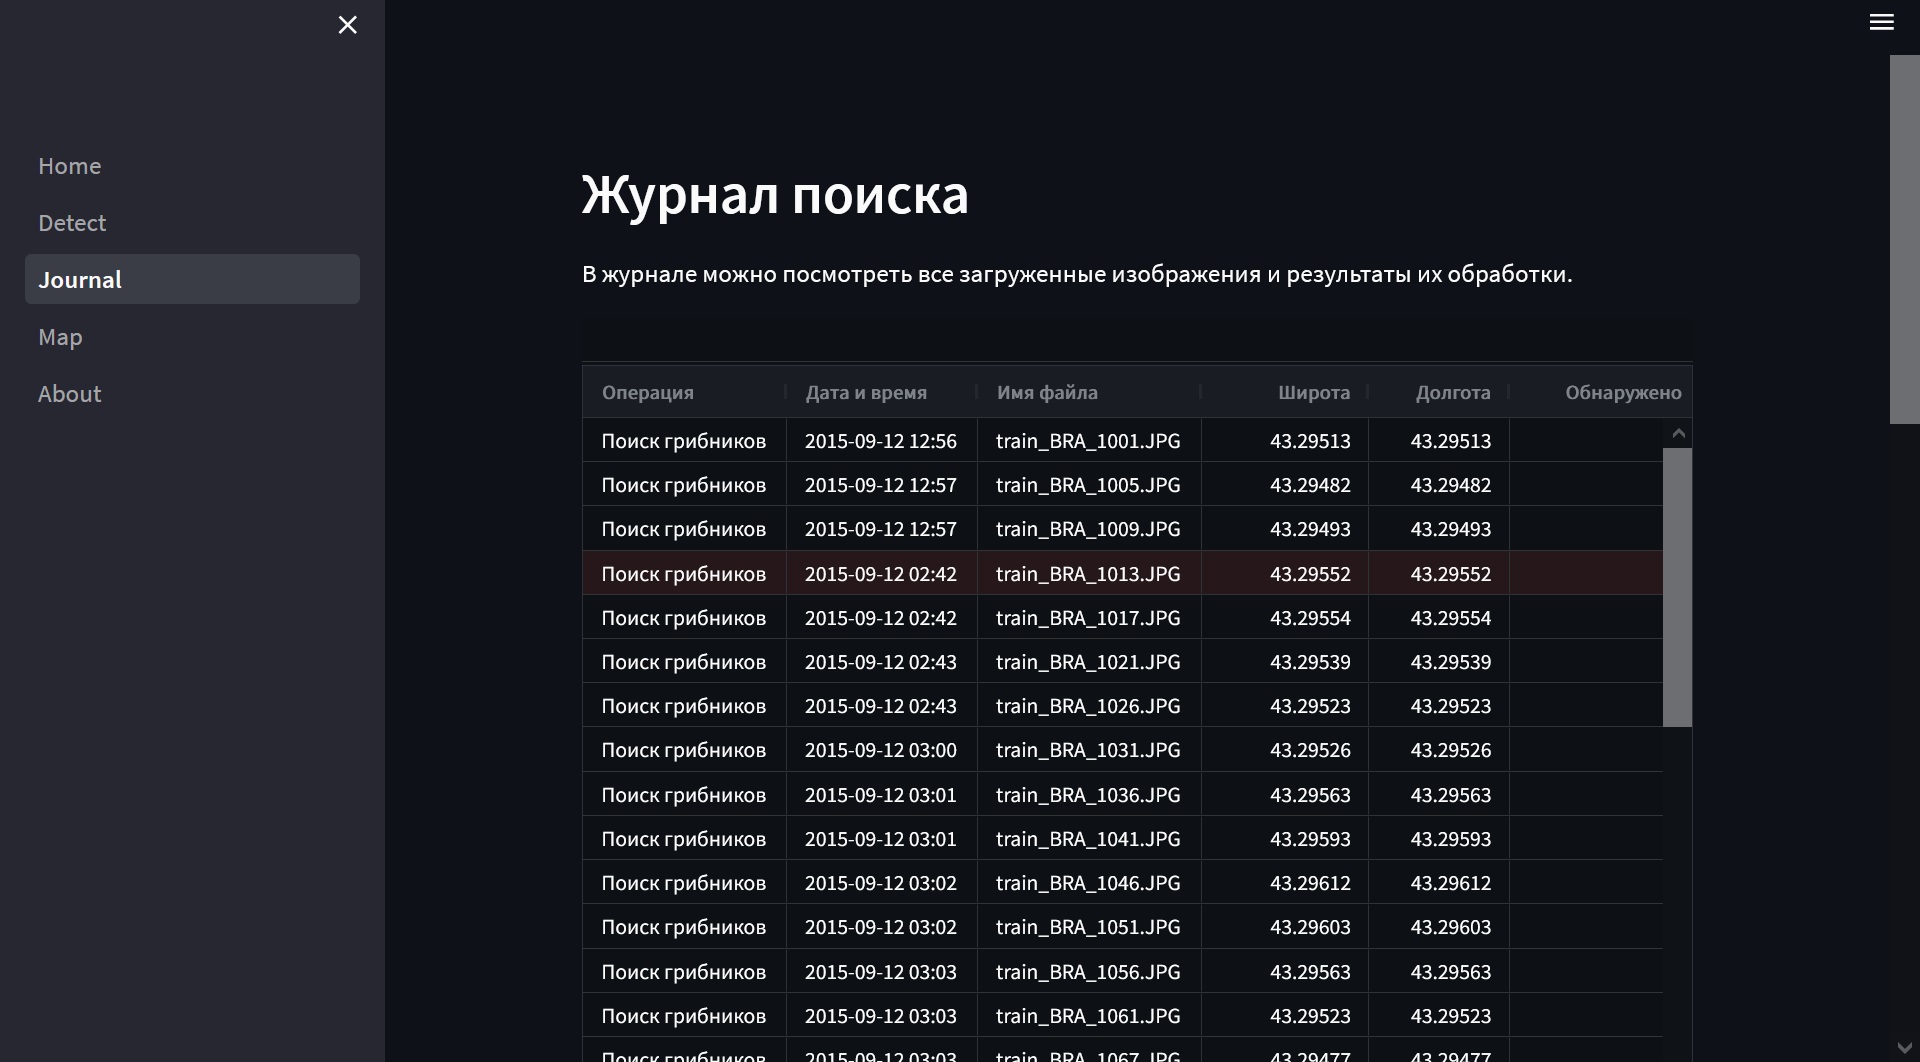 Home
Detect
Journal
Map
About
Журнал поиска
В журнале можно посмотреть все загруженные изображения и результаты их обработки.
Операция Дата и время Имя файла Широта Долгота Обнаружено
Поиск грибников 2015-09-12 12:56 train_BRA_1001.JPG 43.29513 43.29513
Поиск грибников 2015-09-12 12:57 train_BRA_1005.JPG 43.29482 43.29482
Поиск грибников 2015-09-12 12:57 train_BRA_1009.JPG 43.29493 43.29493
Поиск грибников 2015-09-12 02:42 train_BRA_1013.JPG 43.29552 43.29552
Поиск грибников 2015-09-12 02:42 train_BRA_1017.JPG 43.29554 43.29554
Поиск грибников 2015-09-12 02:43 train_BRA_1021.JPG 43.29539 43.29539
Поиск грибников 2015-09-12 02:43 train_BRA_1026.JPG 43.29523 43.29523
Поиск грибников 2015-09-12 03:00 train_BRA_1031.JPG 43.29526 43.29526
Поиск грибников 2015-09-12 03:01 train_BRA_1036.JPG 43.29563 43.29563
Поиск грибников 2015-09-12 03:01 train_BRA_1041.JPG 43.29593 43.29593
Поиск грибников 2015-09-12 03:02 train_BRA_1046.JPG 43.29612 43.29612
Поиск грибников 2015-09-12 03:02 train_BRA_1051.JPG 43.29603 43.29603
Поиск грибников 2015-09-12 03:03 train_BRA_1056.JPG 43.29563 43.29563
Поиск грибников 2015-09-12 03:03 train_BRA_1061.JPG 43.29523 43.29523
Поиск грибников 2015-09-12 03:03 train_BRA_1067.JPG 43.29477 43.29477